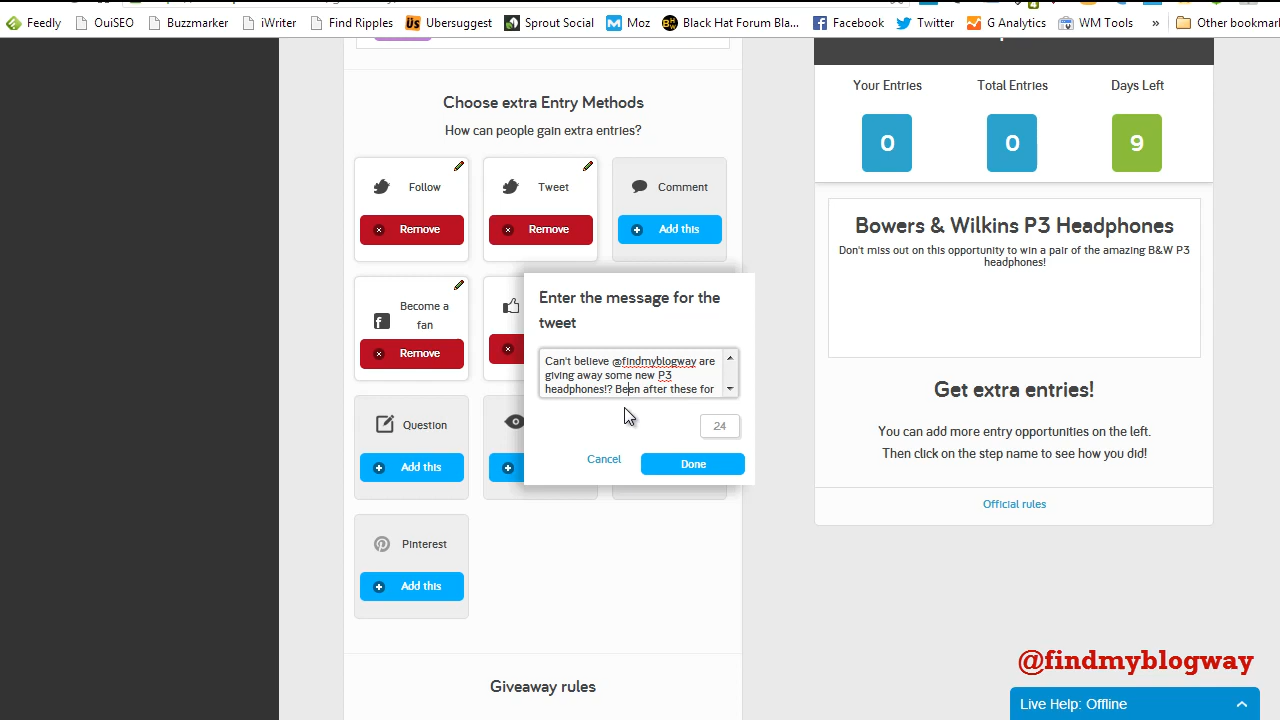 Feedly OuiSEO Buzzmarker iWriter Find Ripples Ubersuggest Sprout Social Moz Black Hat Forum Bla... Facebook Twitter G Analytics WM Tools » Other bookmar
Choose extra Entry Methods
How can people gain extra entries?
Follow
Remove
Tweet
Remove
Comment
Add this
Become a
fan
Remove
Enter the message for the
tweet
Can't believe @findmyblogway are
giving away some new P3
headphones!? Been after these for
24
Cancel
Done
Question
Add this
Pinterest
Add this
Giveaway rules
Your Entries
Total Entries
Days Left
0
0
9
Bowers & Wilkins P3 Headphones
Don't miss out on this opportunity to win a pair of the amazing B&W P3
headphones!
Get extra entries!
You can add more entry opportunities on the left.
Then click on the step name to see how you did!
Official rules
@findmyblogway
Live Help: Offline